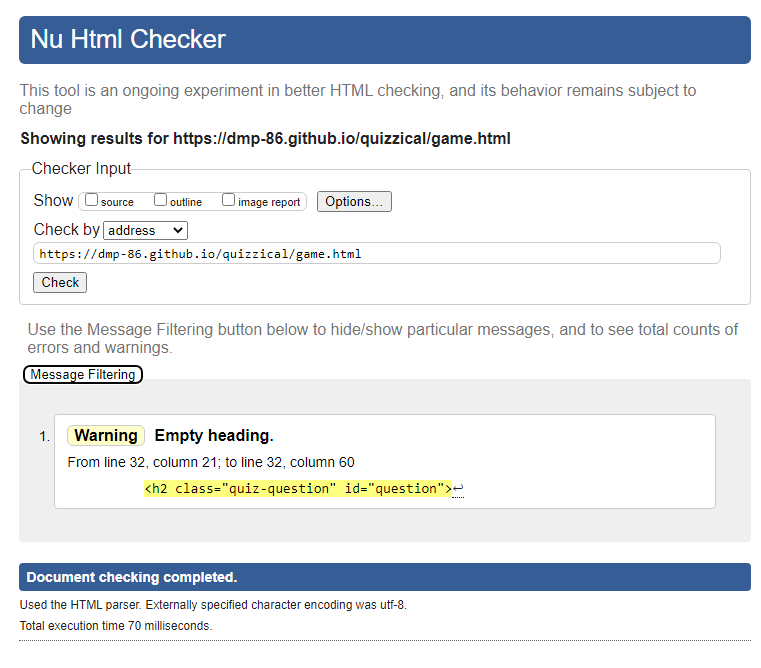 Nu Html Checker
This tool is an ongoing experiment in better HTML checking, and its behavior remains subject to
change
Showing results for https://dmp-86.github.io/quizzical/game.html
Checker Input
Show source outline image report Options...
Check by address
https://dmp-86.github.io/quizzical/game.html
Check
Use the Message Filtering button below to hide/show particular messages, and to see total counts of
errors and warnings.
Message Filtering
1. Warning Empty heading.
From line 32, column 21; to line 32, column 60
<h2 class="quiz-question" id="question">↩
Document checking completed.
Used the HTML parser. Externally specified character encoding was utf-8.
Total execution time 70 milliseconds.